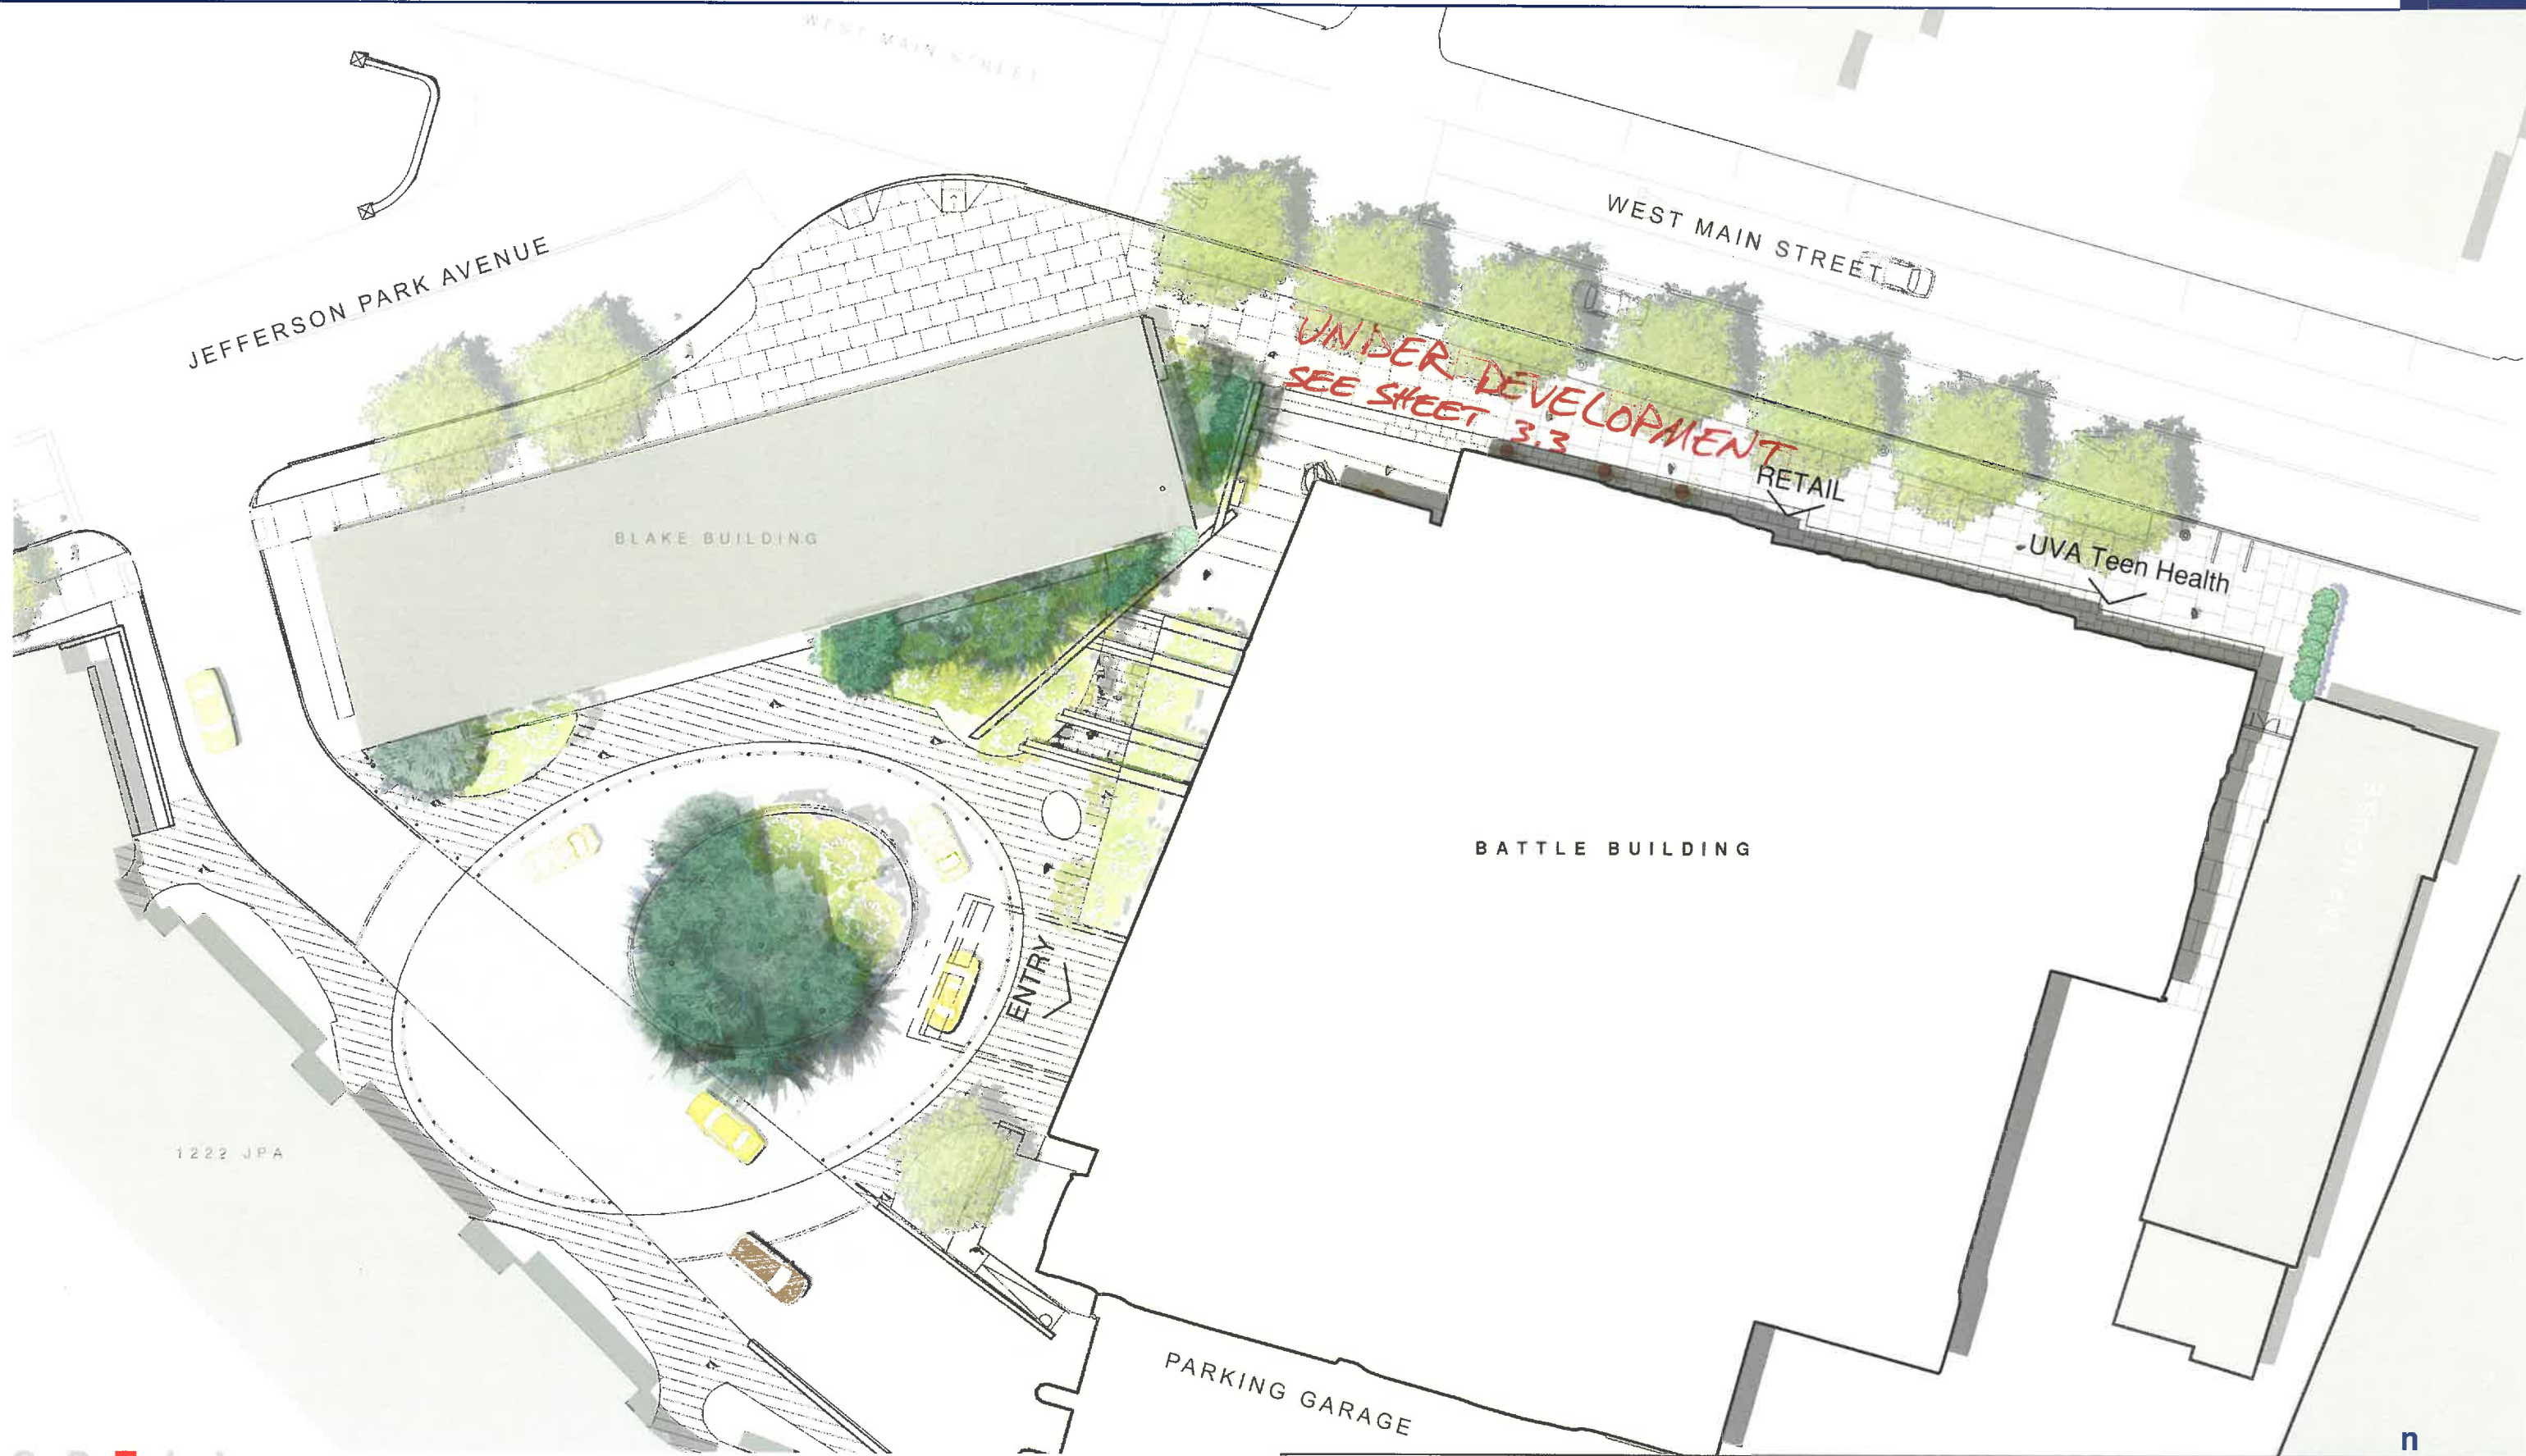 WEST MAIN STREET
JEFFERSON PARK AVENUE
WEST MAIN STREET
UNDER DEVELOPMENT
SEE SHEET 3.3
RETAIL
UVA Teen Health
BLAKE BUILDING
BATTLE BUILDING
ENTRY
1222 JPA
PARKING GARAGE
n